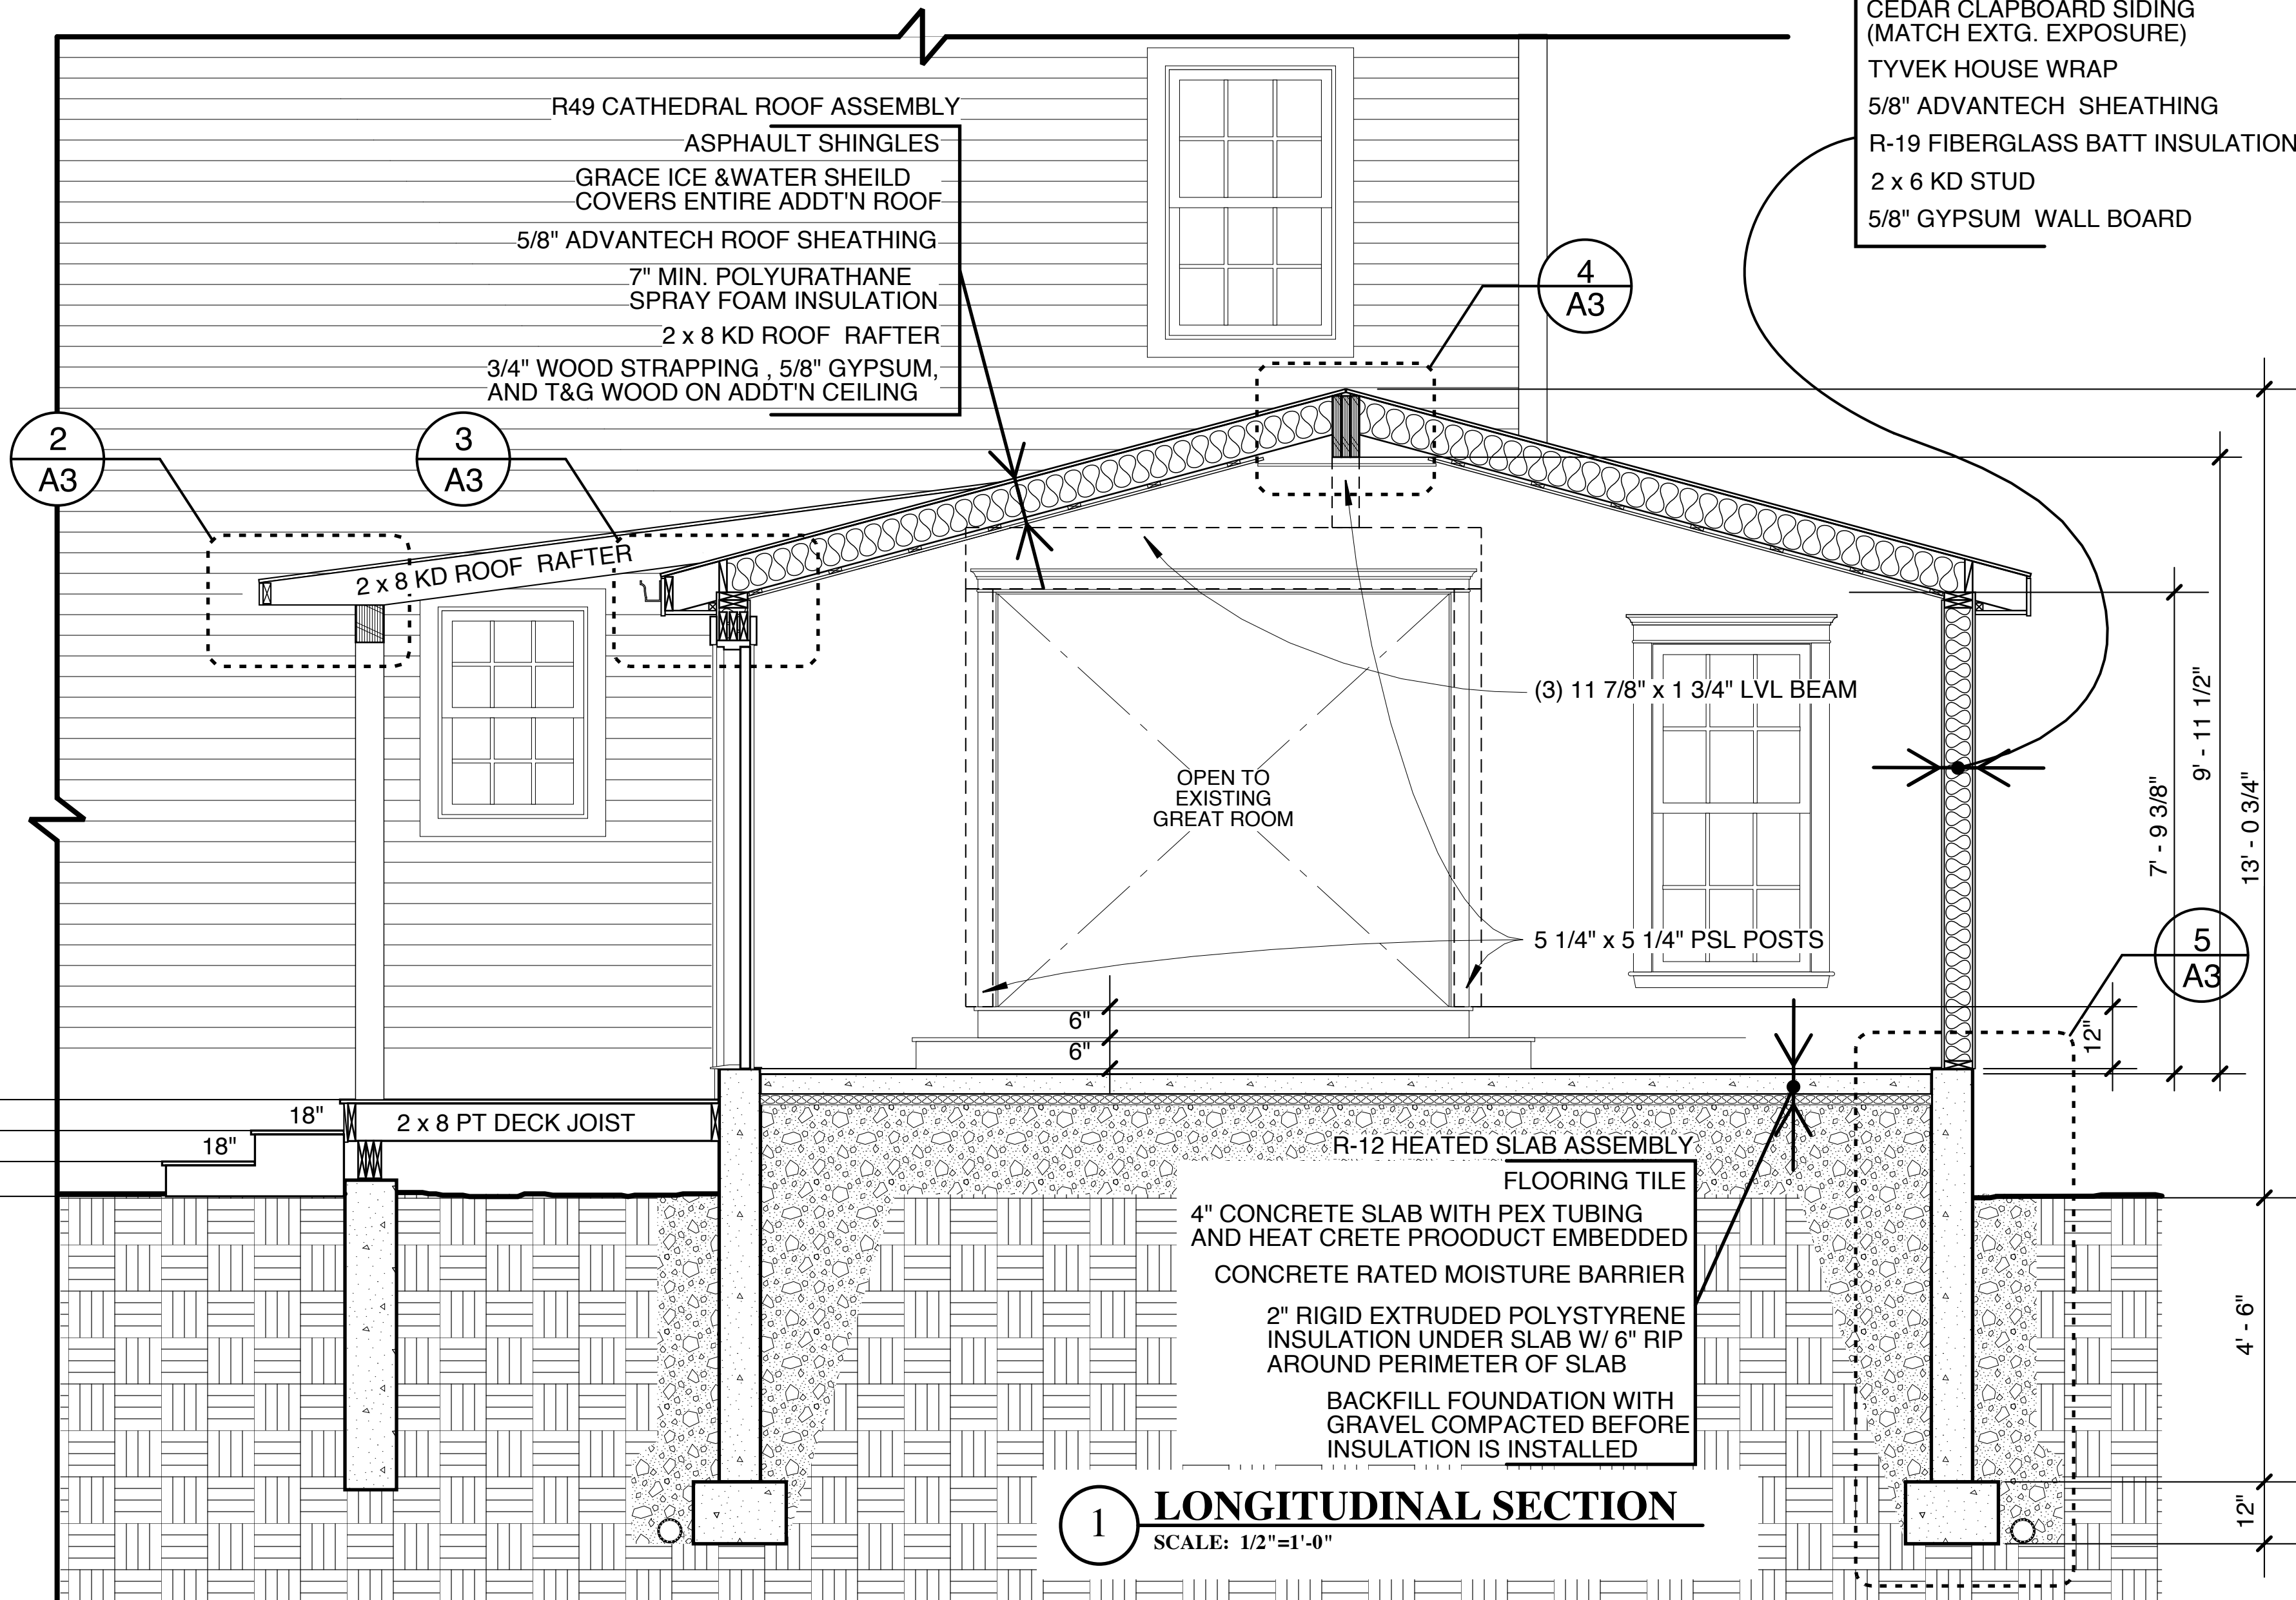 CEDAR CLAPBOARD SIDING
(MATCH EXTG. EXPOSURE)
TYVEK HOUSE WRAP
5/8" ADVANTECH SHEATHING
R-19 FIBERGLASS BATT INSULATION
2 x 6 KD STUD
5/8" GYPSUM WALL BOARD
R49 CATHEDRAL ROOF ASSEMBLY
ASPHAULT SHINGLES
GRACE ICE &WATER SHEILD
COVERS ENTIRE ADDT'N ROOF
5/8" ADVANTECH ROOF SHEATHING
7" MIN. POLYURATHANE
SPRAY FOAM INSULATION
2 x 8 KD ROOF RAFTER
3/4" WOOD STRAPPING , 5/8" GYPSUM,
AND T&G WOOD ON ADDT'N CEILING
4
A3
2
A3
3
A3
2 x 8 KD ROOF RAFTER
(3) 11 7/8" x 1 3/4" LVL BEAM
OPEN TO
EXISTING
GREAT ROOM
5 1/4" x 5 1/4" PSL POSTS
7' - 9 3/8"
9' - 11 1/2"
13' - 0 3/4"
5
A3
6"
6"
12"
18"
18"
2 x 8 PT DECK JOIST
R-12 HEATED SLAB ASSEMBLY
FLOORING TILE
4" CONCRETE SLAB WITH PEX TUBING
AND HEAT CRETE PROODUCT EMBEDDED
CONCRETE RATED MOISTURE BARRIER
2" RIGID EXTRUDED POLYSTYRENE
INSULATION UNDER SLAB W/ 6" RIP
AROUND PERIMETER OF SLAB
BACKFILL FOUNDATION WITH
GRAVEL COMPACTED BEFORE
INSULATION IS INSTALLED
4' - 6"
12"
1
LONGITUDINAL SECTION
SCALE: 1/2"=1'-0"